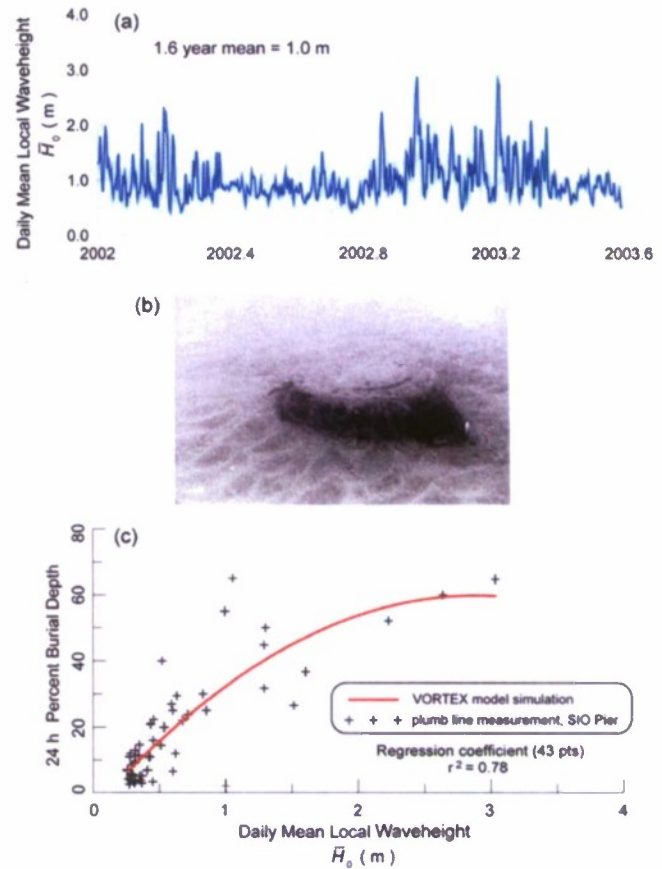 (a)
1.6 year mean = 1.0 m
Daily Mean Local Waveheight
H̅₀ ( m )
4.0
3.0
2.0
1.0
0.0
2002
2002.4
2002.8
2003.2
2003.6
(b)
(c)
24 h Percent Burial Depth
80
60
40
20
0
VORTEX model simulation
+ + + plumb line measurement, SIO Pier
Regression coefficient (43 pts)
r² = 0.78
0
1
2
3
4
Daily Mean Local Waveheight
H̅₀ ( m )